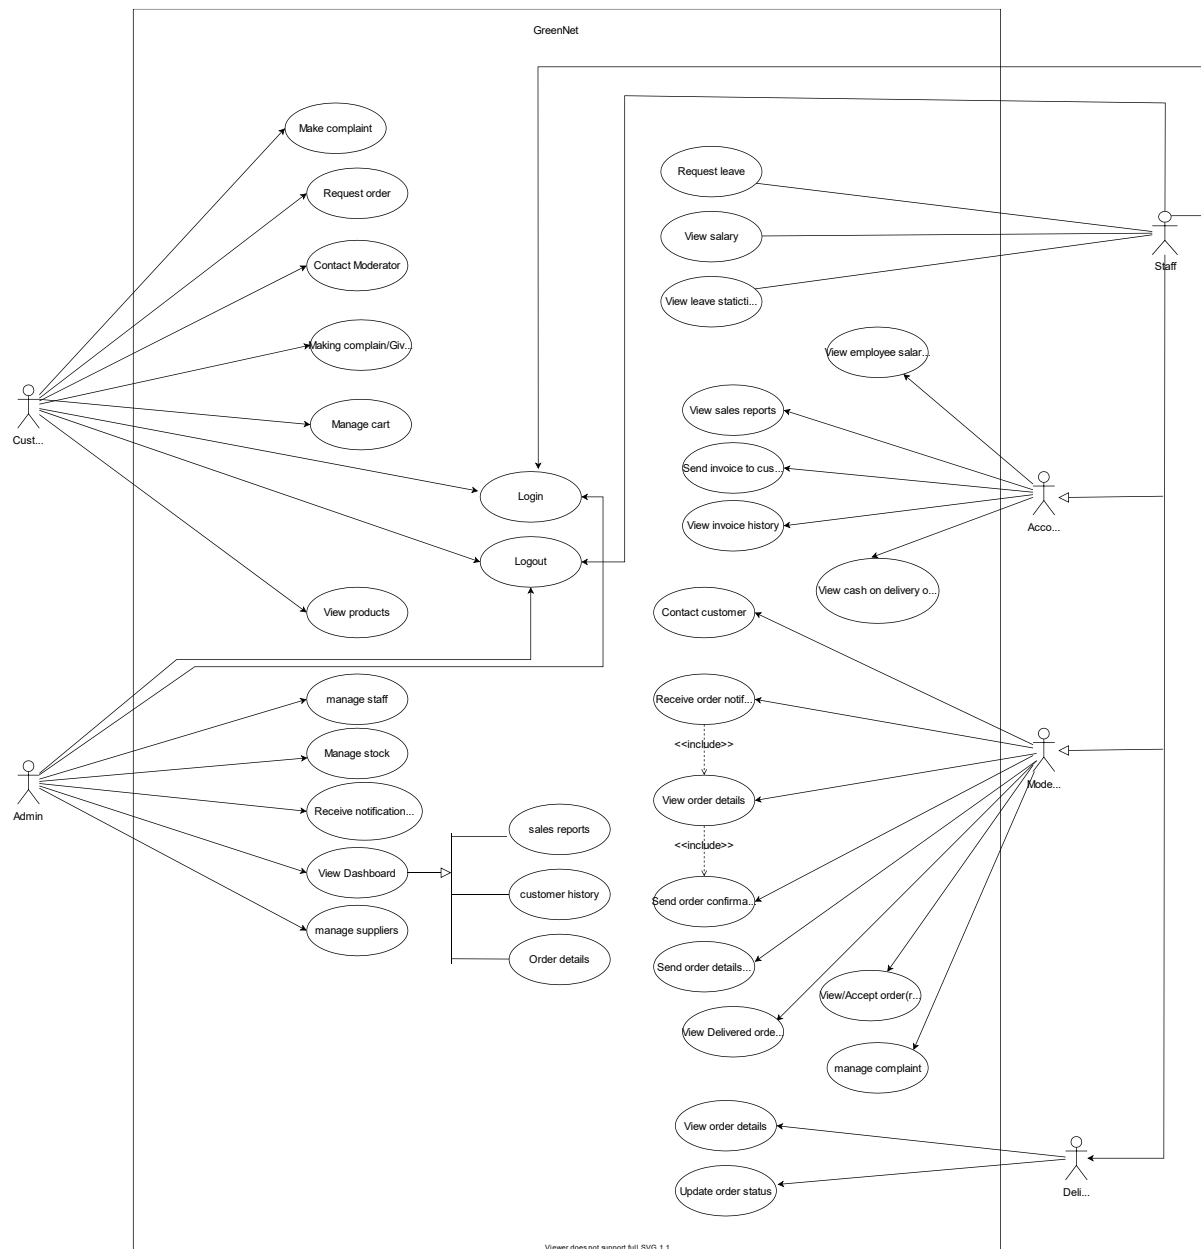 GreenNet
Make complaint
Request order
Contact Moderator
Making complain/Giv...
Manage cart
Cust...
Login
Logout
View products
manage staff
Manage stock
Receive notification...
Admin
View Dashboard
manage suppliers
sales reports
customer history
Order details
Request leave
View salary
View leave staticti...
Staff
View employee salar...
View sales reports
Send invoice to cus...
View invoice history
Acco...
View cash on delivery o...
Contact customer
Receive order notif...
<<include>>
View order details
Mode...
<<include>>
Send order confirma...
Send order details...
View/Accept order(r...
View Delivered orde...
manage complaint
View order details
Update order status
Deli...
Viewer does not support full SVG 1.1